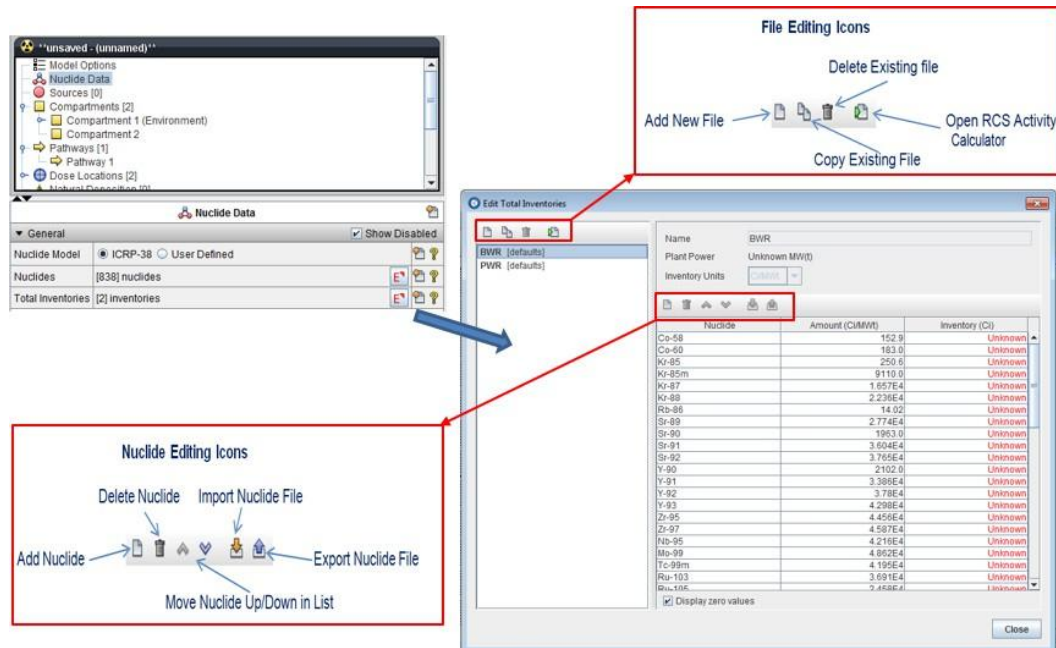 **unsaved - (unnamed)**
Model Options
Nuclide Data
Sources [0]
Compartments [2]
Compartment 1 (Environment)
Compartment 2
Pathways [1]
Pathway 1
Dose Locations [2]
Natural Deposition [0]
Nuclide Data
General Show Disabled
Nuclide Model ICRP-38 User Defined
Nuclides [838] nuclides
Total Inventories [2] inventories
File Editing Icons
Delete Existing file
Add New File
Open RCS Activity
Calculator
Copy Existing File
Edit Total Inventories
BWR [defaults]
PWR [defaults]
Name BWR
Plant Power Unknown MW(t)
Inventory Units Ci/MWt
Nuclide Amount (Ci/MWt) Inventory (Ci)
Co-58 152.9 Unknown
Co-60 183.0 Unknown
Kr-85 250.6 Unknown
Kr-85m 9110.0 Unknown
Kr-87 1.657E4 Unknown
Kr-88 2.236E4 Unknown
Rb-86 14.02 Unknown
Sr-89 2.774E4 Unknown
Sr-90 1963.0 Unknown
Sr-91 3.604E4 Unknown
Sr-92 3.765E4 Unknown
Y-90 2102.0 Unknown
Y-91 3.386E4 Unknown
Y-92 3.78E4 Unknown
Y-93 4.298E4 Unknown
Zr-95 4.456E4 Unknown
Zr-97 4.587E4 Unknown
Nb-95 4.216E4 Unknown
Mo-99 4.862E4 Unknown
Tc-99m 4.195E4 Unknown
Ru-103 3.691E4 Unknown
Ru-105 2.458E4 Unknown
Display zero values
Close
Nuclide Editing Icons
Delete Nuclide Import Nuclide File
Add Nuclide
Export Nuclide File
Move Nuclide Up/Down in List